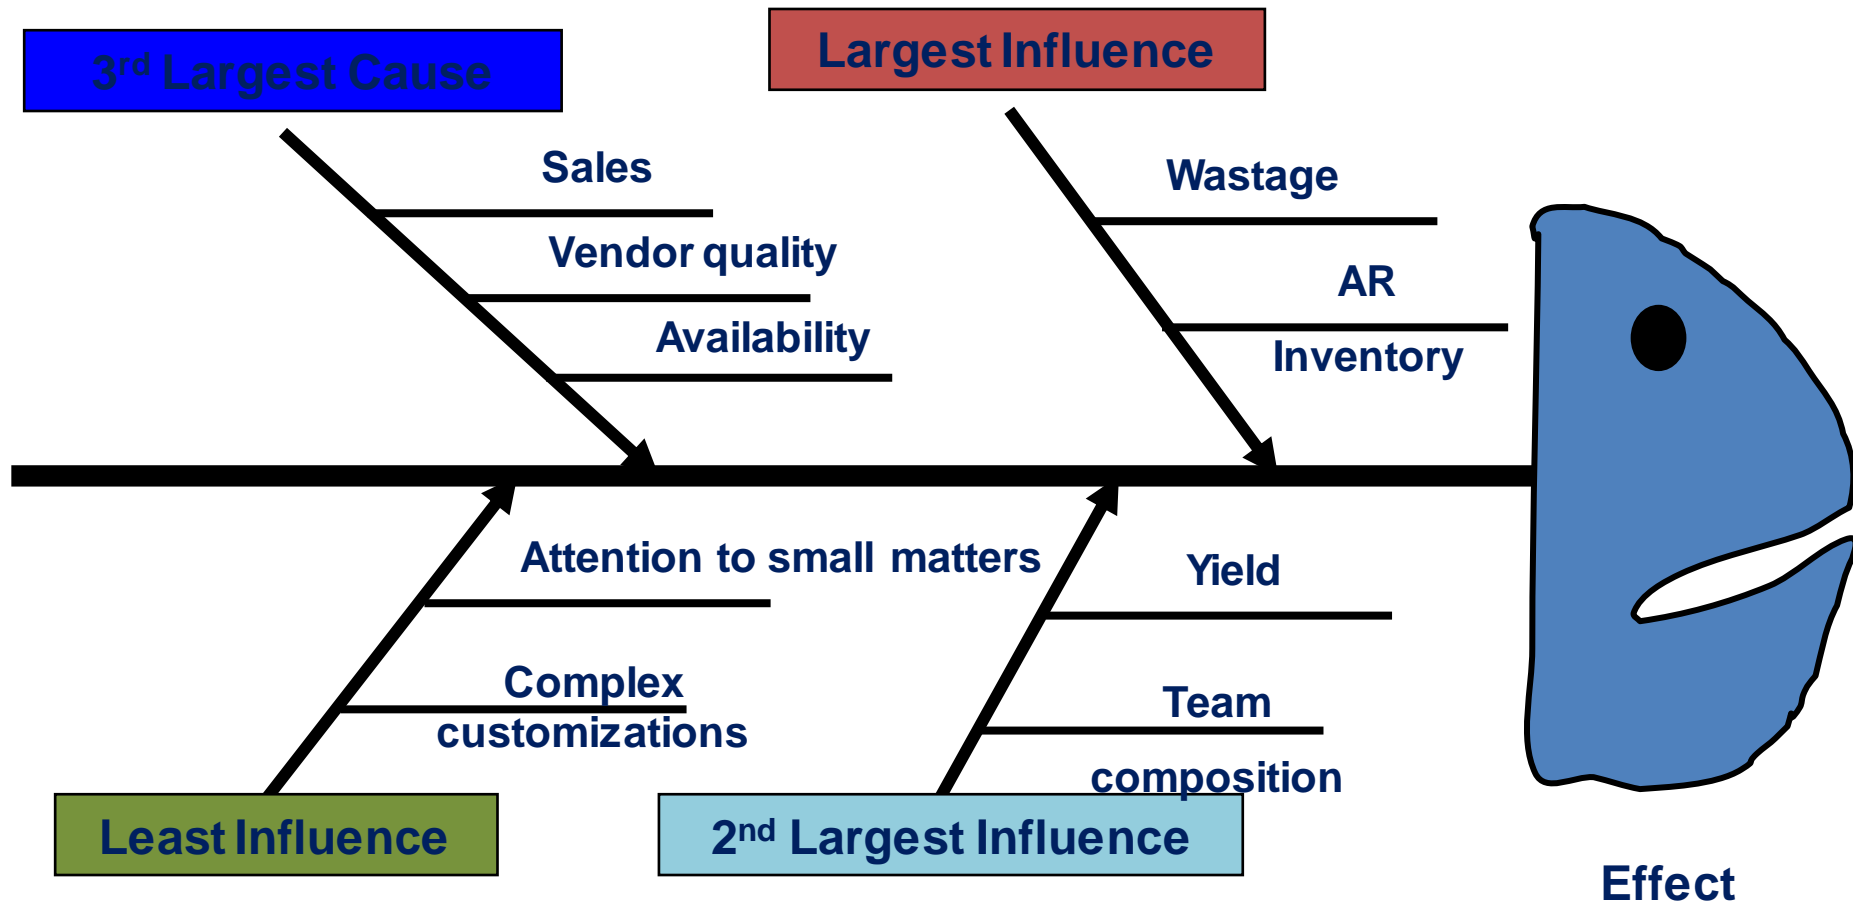 3rd Largest Cause
Largest Influence
Sales
Vendor quality
Availability
Wastage
AR
Inventory
Attention to small matters
Complex
customizations
Yield
Team
composition
Least Influence
2nd Largest Influence
Effect